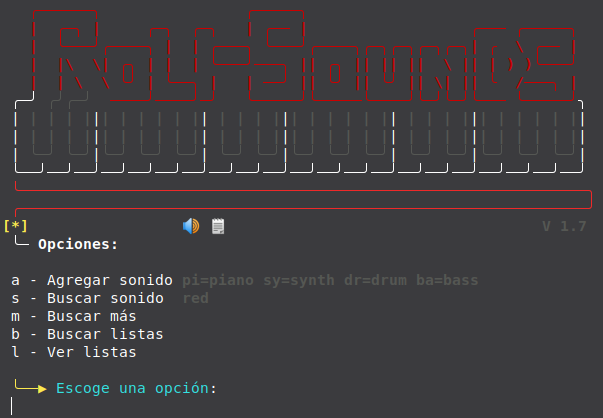 [*] 🔊 🗒 V 1.7
Opciones:
a - Agregar sonido pi=piano sy=synth dr=drum ba=bass
s - Buscar sonido red
m - Buscar más
b - Buscar listas
l - Ver listas
Escoge una opción: